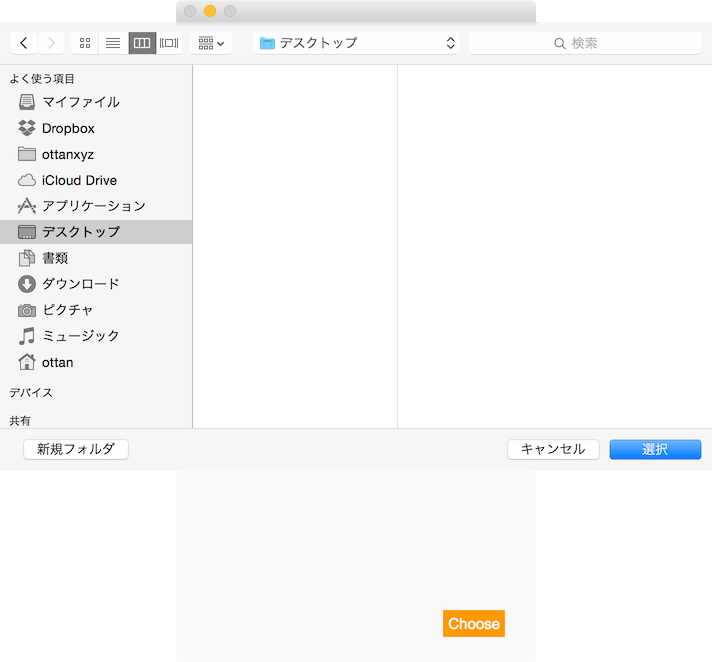 デスクトップ
検索
よく使う項目
マイファイル
Dropbox
ottanxyz
iCloud Drive
アプリケーション
デスクトップ
書類
ダウンロード
ピクチャ
ミュージック
ottan
デバイス
共有
新規フォルダ
キャンセル
選択
Choose